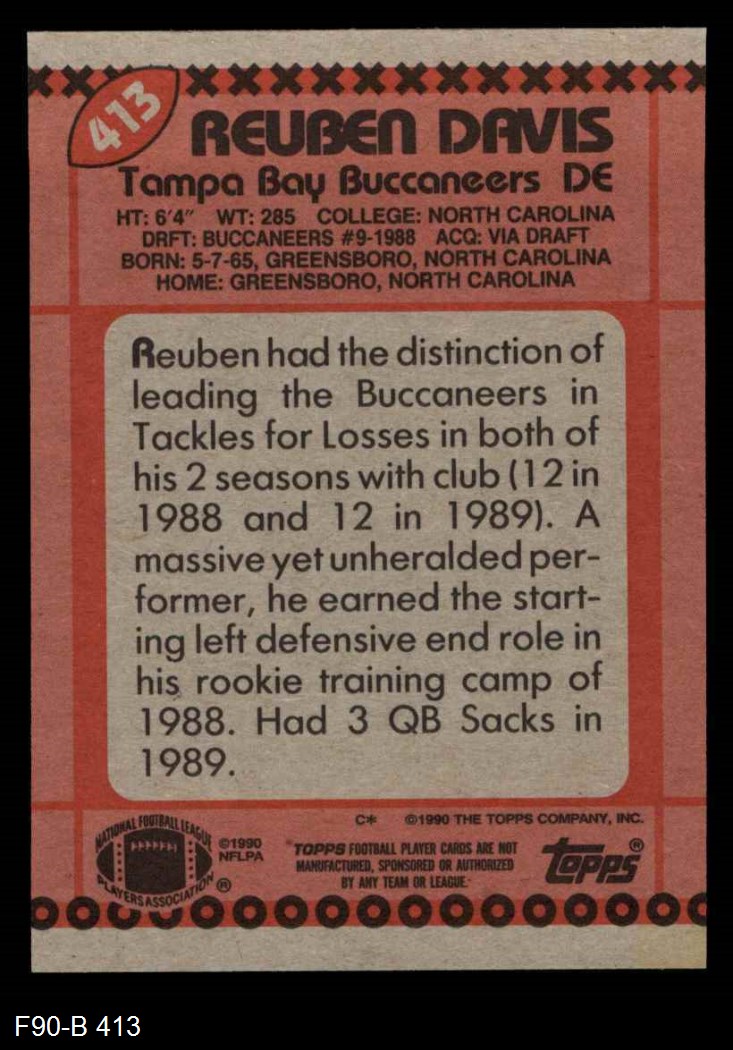 413
REUBEN DAVIS
Tampa Bay Buccaneers DE
HT: 6'4" WT: 285 COLLEGE: NORTH CAROLINA
DRFT: BUCCANEERS #9-1988 ACQ: VIA DRAFT
BORN: 5-7-65, GREENSBORO, NORTH CAROLINA
HOME: GREENSBORO, NORTH CAROLINA
Reuben had the distinction of
leading the Buccaneers in
Tackles for Losses in both of
his 2 seasons with club (12 in
1988 and 12 in 1989). A
massive yet unheralded per-
former, he earned the start-
ing left defensive end role in
his rookie training camp of
1988. Had 3 QB Sacks in
1989.
C* ©1990 THE TOPPS COMPANY, INC.
NATIONAL FOOTBALL LEAGUE
PLAYERS ASSOCIATION ®
©1990
NFLPA
TOPPS FOOTBALL PLAYER CARDS ARE NOT
MANUFACTURED, SPONSORED OR AUTHORIZED
BY ANY TEAM OR LEAGUE.
topps®
F90-B 413